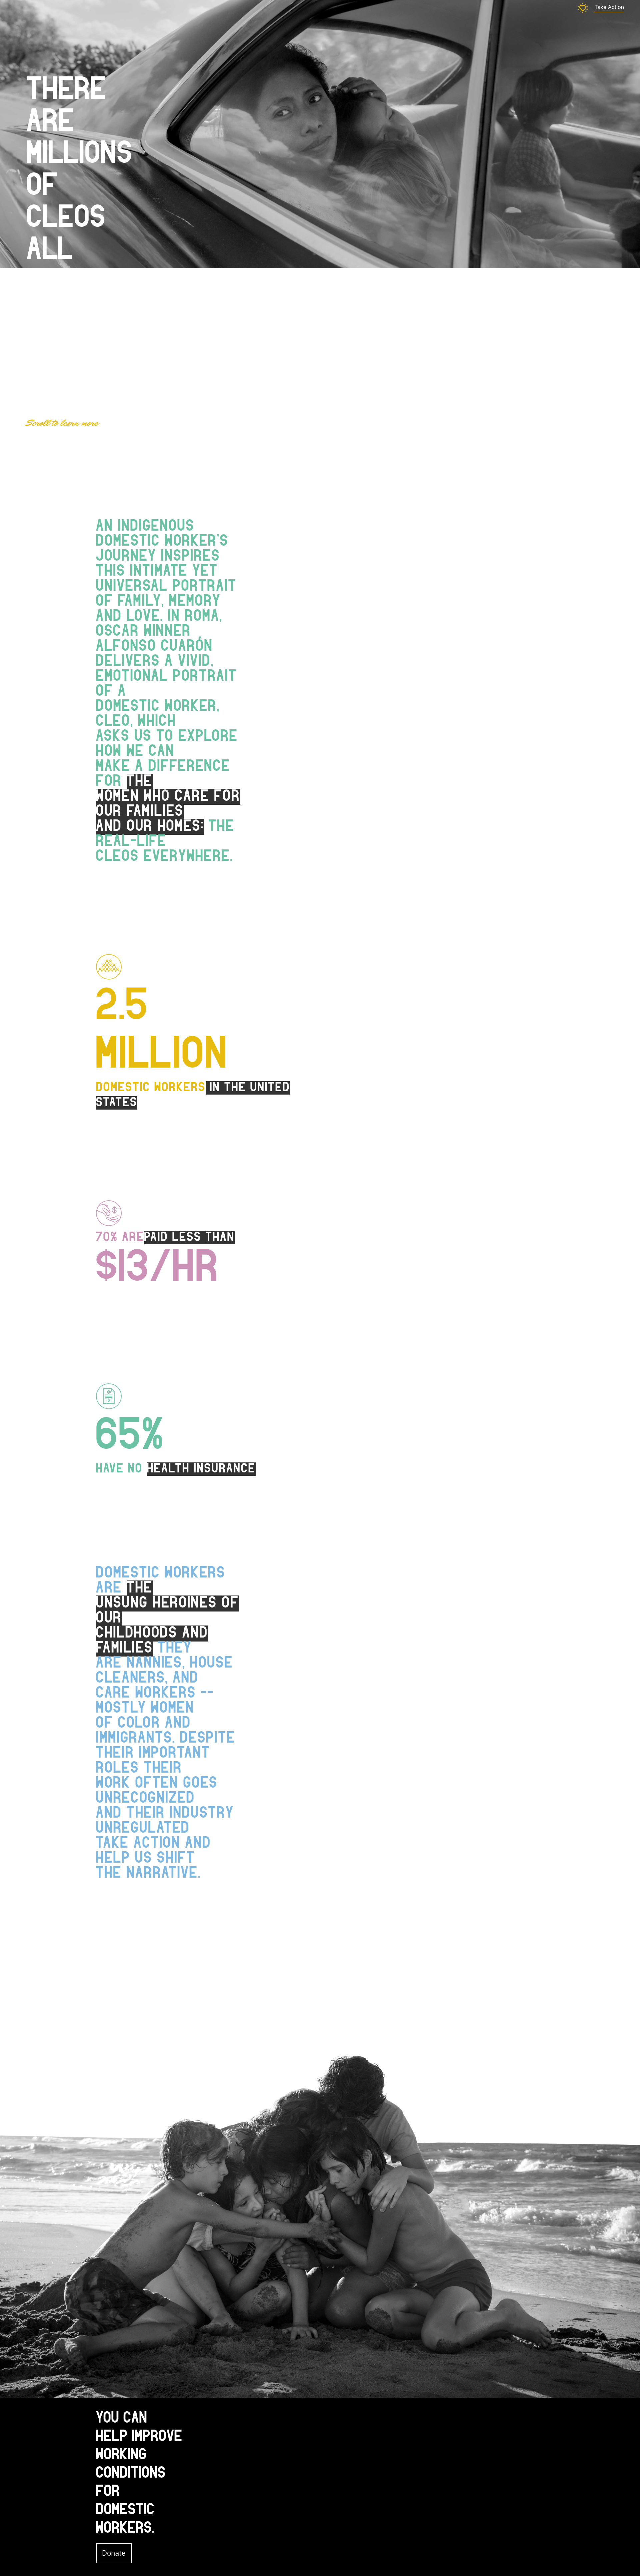 Take Action
THERE
ARE
MILLIONS
OF
CLEOS
ALL
Scroll to learn more
AN INDIGENOUS
DOMESTIC WORKER'S
JOURNEY INSPIRES
THIS INTIMATE YET
UNIVERSAL PORTRAIT
OF FAMILY, MEMORY
AND LOVE. IN ROMA,
OSCAR WINNER
ALFONSO CUARÓN
DELIVERS A VIVID,
EMOTIONAL PORTRAIT
OF A
DOMESTIC WORKER,
CLEO, WHICH
ASKS US TO EXPLORE
HOW WE CAN
MAKE A DIFFERENCE
FOR THE
WOMEN WHO CARE FOR
OUR FAMILIES
AND OUR HOMES: THE
REAL-LIFE
CLEOS EVERYWHERE.
2.5
MILLION
DOMESTIC WORKERS IN THE UNITED
STATES
70% ARE PAID LESS THAN
$13/HR
65%
HAVE NO HEALTH INSURANCE
DOMESTIC WORKERS
ARE THE
UNSUNG HEROINES OF
OUR
CHILDHOODS AND
FAMILIES THEY
ARE NANNIES, HOUSE
CLEANERS, AND
CARE WORKERS --
MOSTLY WOMEN
OF COLOR AND
IMMIGRANTS. DESPITE
THEIR IMPORTANT
ROLES THEIR
WORK OFTEN GOES
UNRECOGNIZED
AND THEIR INDUSTRY
UNREGULATED
TAKE ACTION AND
HELP US SHIFT
THE NARRATIVE.
YOU CAN
HELP IMPROVE
WORKING
CONDITIONS
FOR
DOMESTIC
WORKERS.
Donate